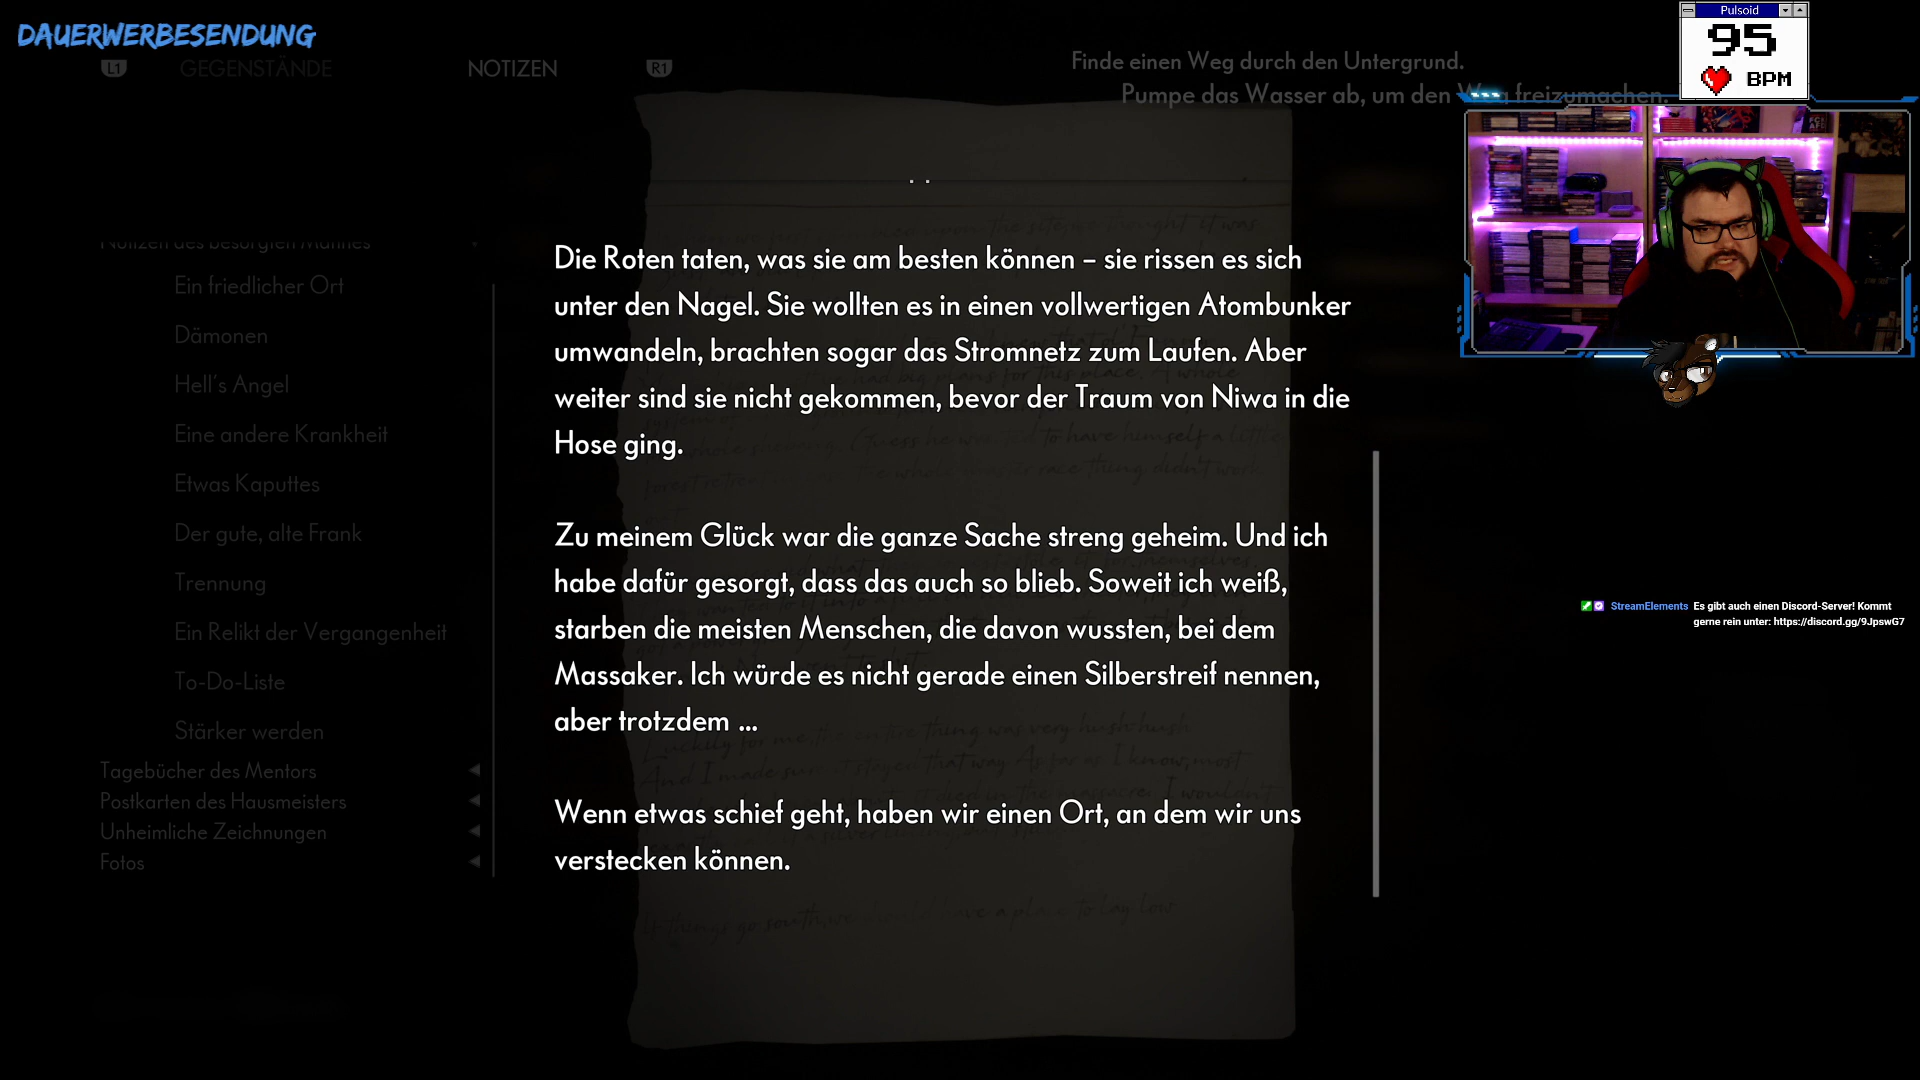 DAUERWERBESENDUNG
L1
GEGENSTÄNDE
NOTIZEN
R1
Finde einen Weg durch den Untergrund.
Pumpe das Wasser ab, um den Weg freizumachen.
Pulsoid
95
BPM
Notizen des besorgten Mannes
Ein friedlicher Ort
Dämonen
Hell's Angel
Eine andere Krankheit
Etwas Kaputtes
Der gute, alte Frank
Trennung
Ein Relikt der Vergangenheit
To-Do-Liste
Stärker werden
Tagebücher des Mentors
Postkarten des Hausmeisters
Unheimliche Zeichnungen
Fotos
Die Roten taten, was sie am besten können – sie rissen es sich
unter den Nagel. Sie wollten es in einen vollwertigen Atombunker
umwandeln, brachten sogar das Stromnetz zum Laufen. Aber
weiter sind sie nicht gekommen, bevor der Traum von Niwa in die
Hose ging.
Zu meinem Glück war die ganze Sache streng geheim. Und ich
habe dafür gesorgt, dass das auch so blieb. Soweit ich weiß,
starben die meisten Menschen, die davon wussten, bei dem
Massaker. Ich würde es nicht gerade einen Silberstreif nennen,
aber trotzdem ...
Wenn etwas schief geht, haben wir einen Ort, an dem wir uns
verstecken können.
StreamElements Es gibt auch einen Discord-Server! Kommt
gerne rein unter: https://discord.gg/9JpswG7